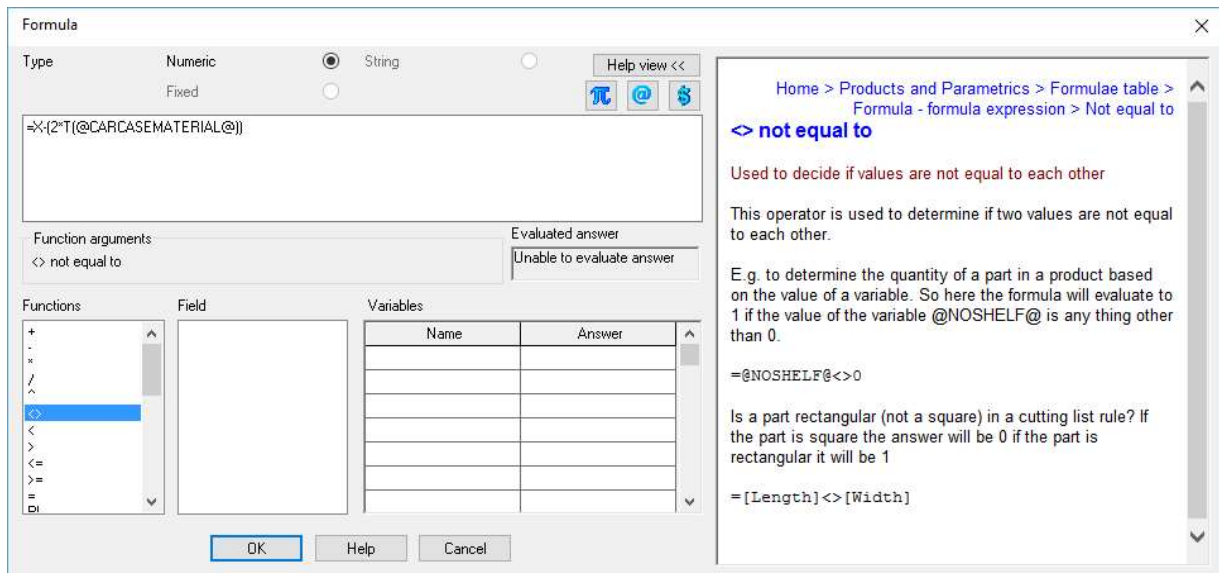 Formula
Type Numeric String Help view <<
Fixed
=X-(2*T(@CARCASEMATERIAL@))
Function arguments
<> not equal to
Evaluated answer
Unable to evaluate answer
Functions Field Variables
Name Answer
+
-
*
/
^
<>
<
>
<=
>=
=
OK Help Cancel
Home > Products and Parametrics > Formulae table >
Formula - formula expression > Not equal to
<> not equal to
Used to decide if values are not equal to each other
This operator is used to determine if two values are not equal
to each other.
E.g. to determine the quantity of a part in a product based
on the value of a variable. So here the formula will evaluate to
1 if the value of the variable @NOSHELF@ is any thing other
than 0.
=@NOSHELF@<>0
Is a part rectangular (not a square) in a cutting list rule? If
the part is square the answer will be 0 if the part is
rectangular it will be 1
=[Length]<>[Width]